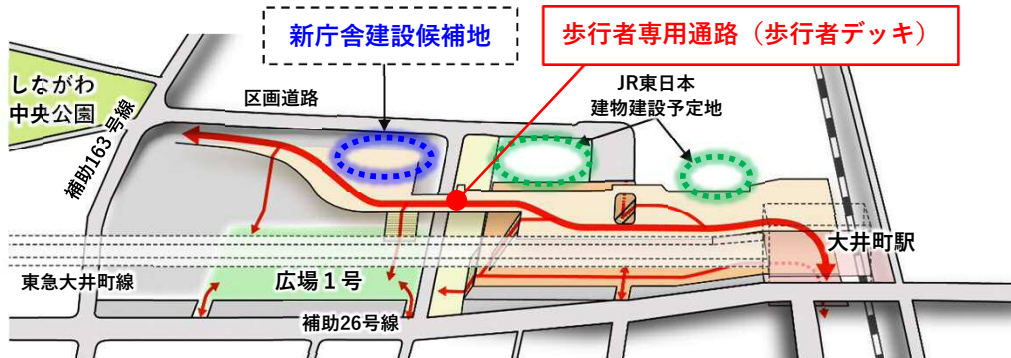 新庁舎建設候補地
歩行者専用通路（歩行者デッキ）
しながわ
中央公園
区画道路
JR東日本
建物建設予定地
補助163号線
大井町駅
東急大井町線
広場１号
補助26号線